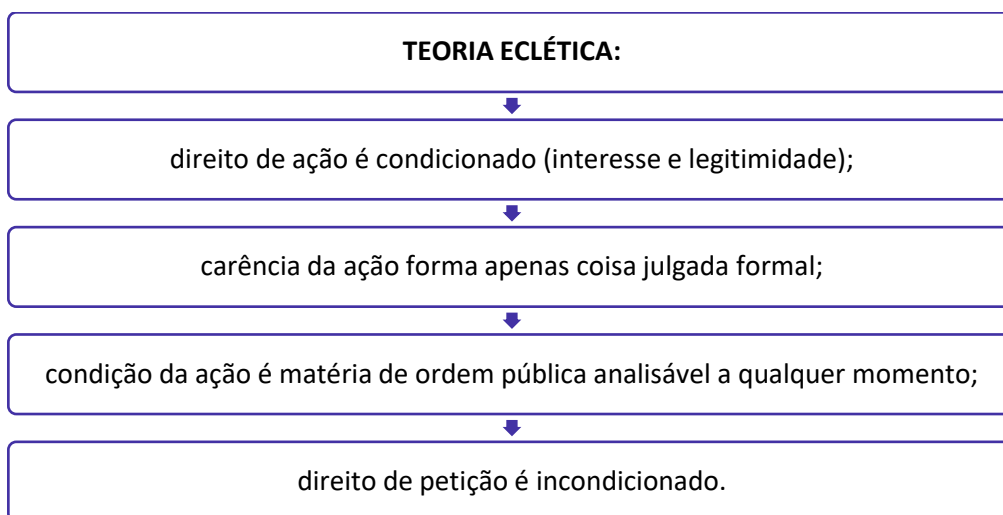 TEORIA ECLÉTICA:
direito de ação é condicionado (interesse e legitimidade);
carência da ação forma apenas coisa julgada formal;
condição da ação é matéria de ordem pública analisável a qualquer momento;
direito de petição é incondicionado.